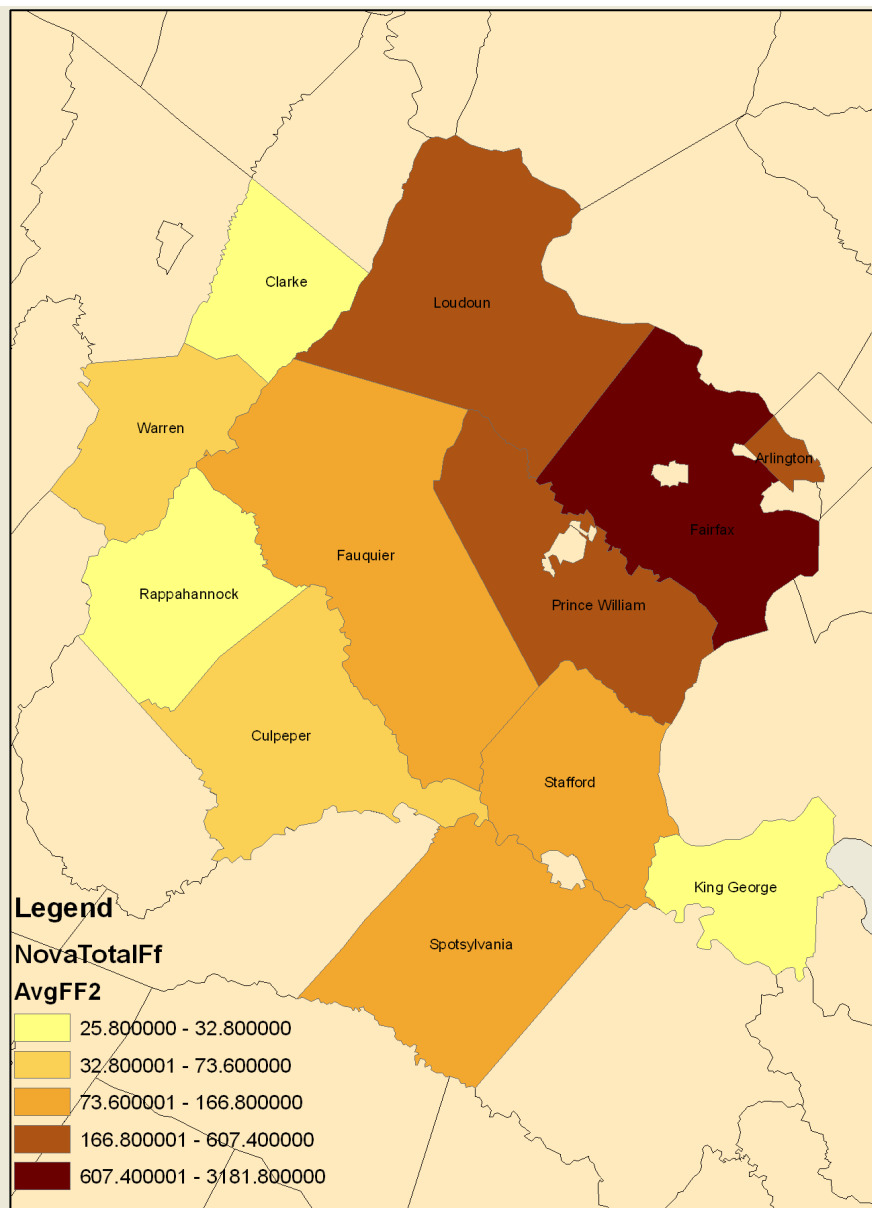 Clarke
Loudoun
Warren
Arlington
Fairfax
Fauquier
Rappahannock
Prince William
Culpeper
Stafford
King George
Spotsylvania
Legend
NovaTotalFf
AvgFF2
25.800000 - 32.800000
32.800001 - 73.600000
73.600001 - 166.800000
166.800001 - 607.400000
607.400001 - 3181.800000